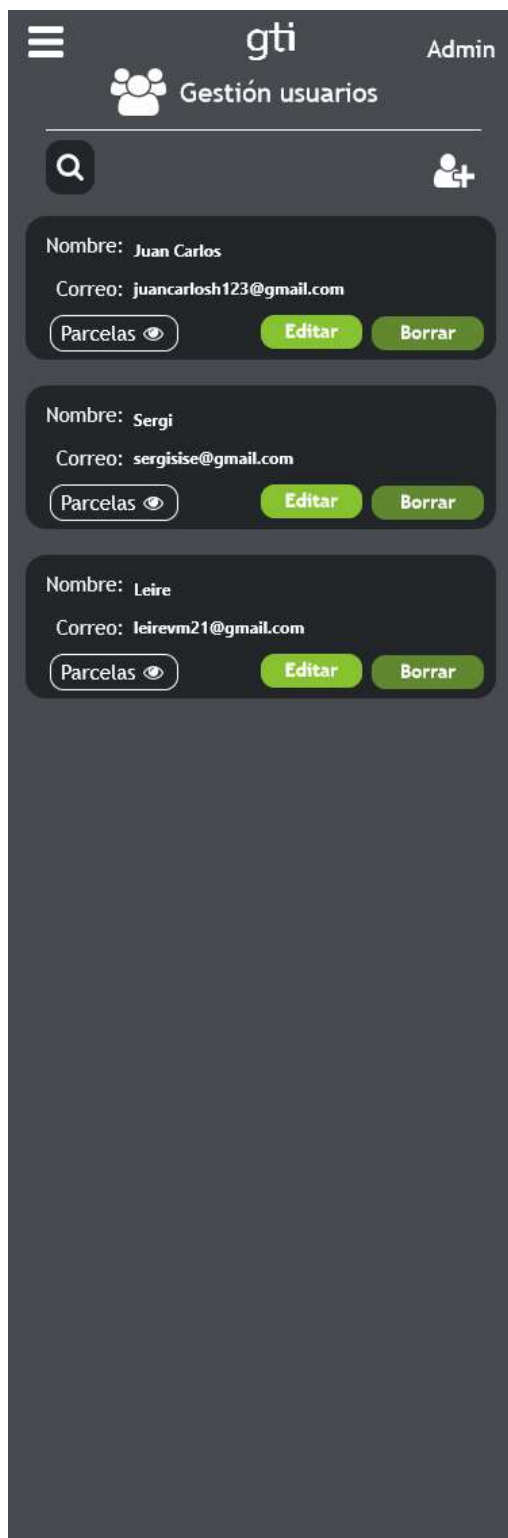 gti
Admin
Gestión usuarios
Nombre: Juan Carlos
Correo: juancarlosh123@gmail.com
Parcelas Editar Borrar
Nombre: Sergi
Correo: sergisise@gmail.com
Parcelas Editar Borrar
Nombre: Leire
Correo: leirevm21@gmail.com
Parcelas Editar Borrar